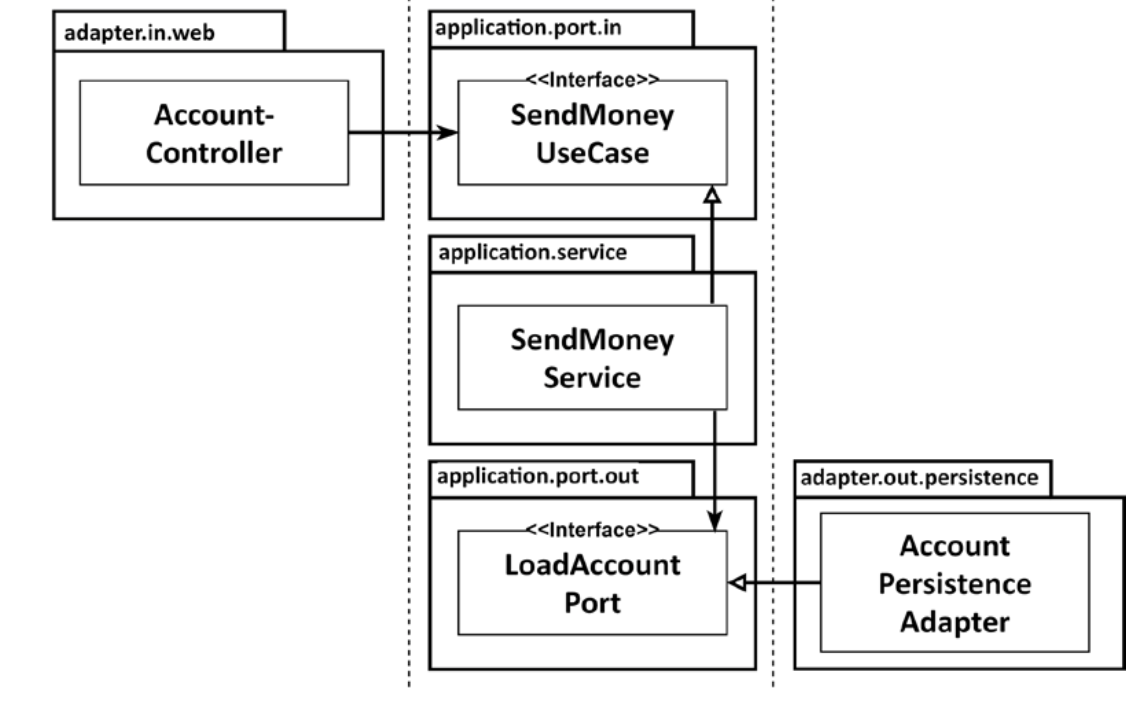 adapter.in.web
Account-
Controller
application.port.in
<<Interface>>
SendMoney
UseCase
application.service
SendMoney
Service
application.port.out
<<Interface>>
LoadAccount
Port
adapter.out.persistence
Account
Persistence
Adapter